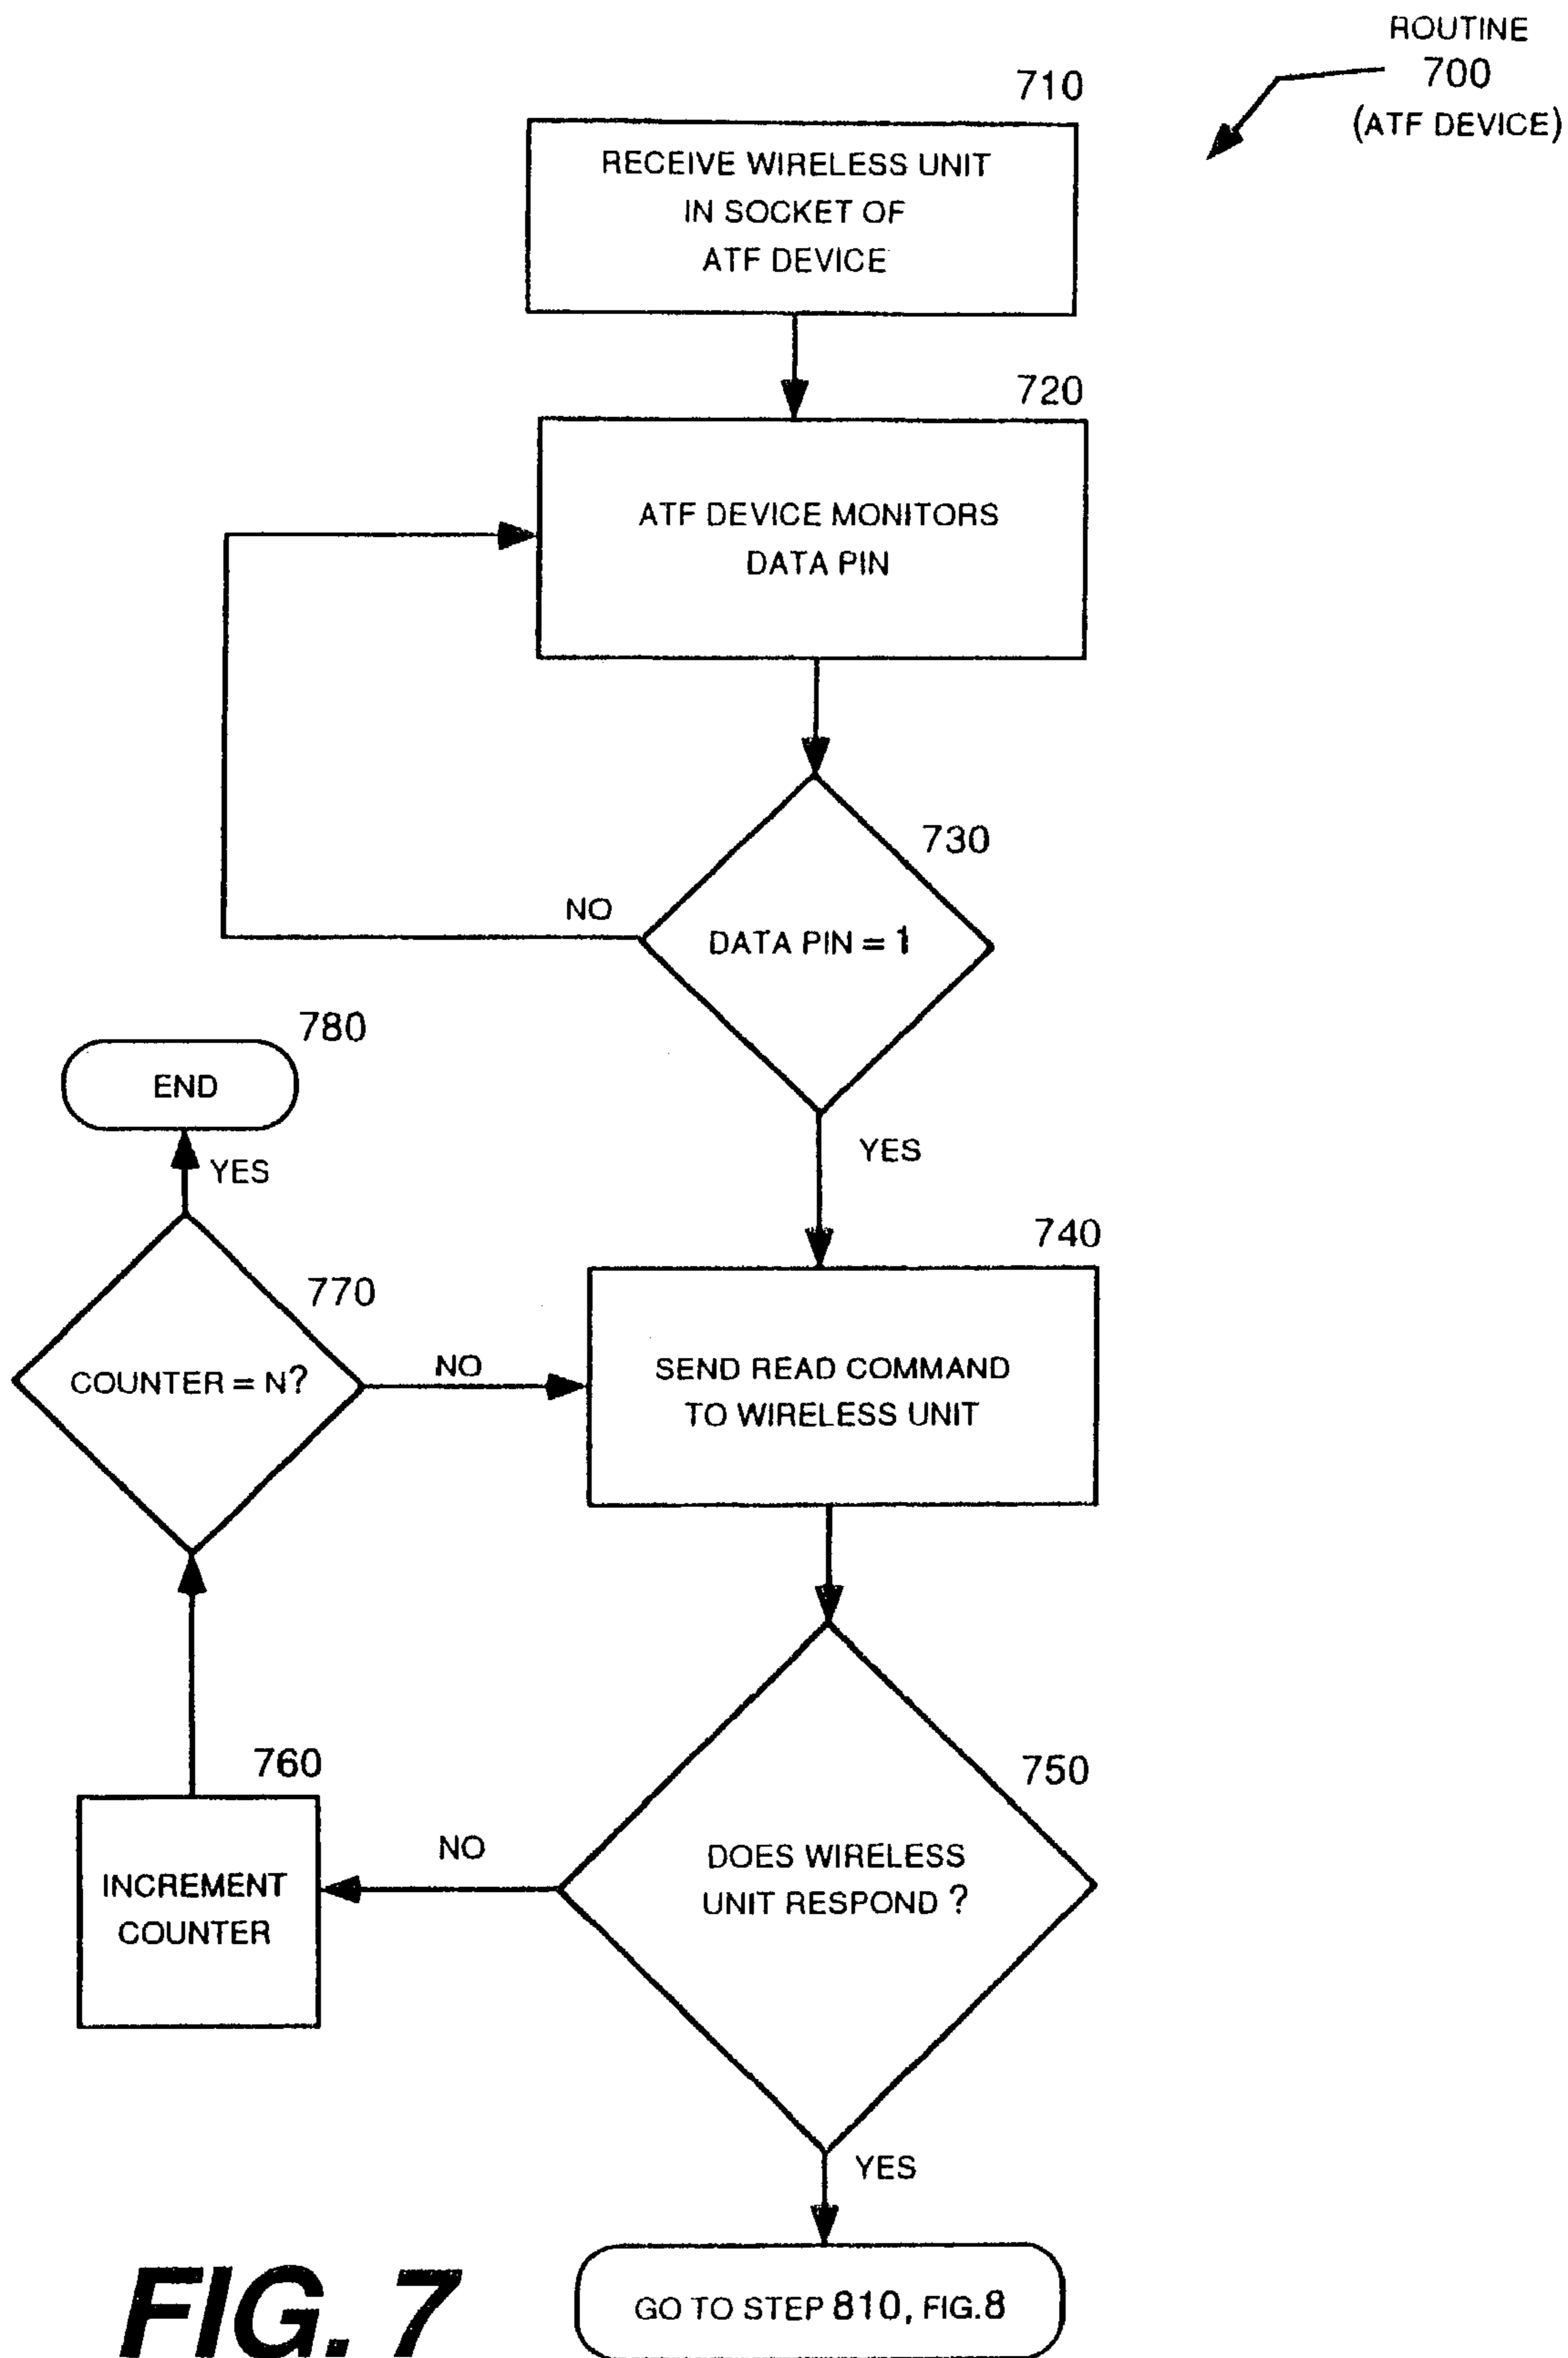 ROUTINE
700
(ATF DEVICE)
710
RECEIVE WIRELESS UNIT
IN SOCKET OF
ATF DEVICE
720
ATF DEVICE MONITORS
DATA PIN
730
NO
DATA PIN = 1
780
END
YES
YES
740
770
COUNTER = N?
NO
SEND READ COMMAND
TO WIRELESS UNIT
760
750
NO
DOES WIRELESS
UNIT RESPOND ?
INCREMENT
COUNTER
YES
GO TO STEP 810, FIG.8
FIG. 7